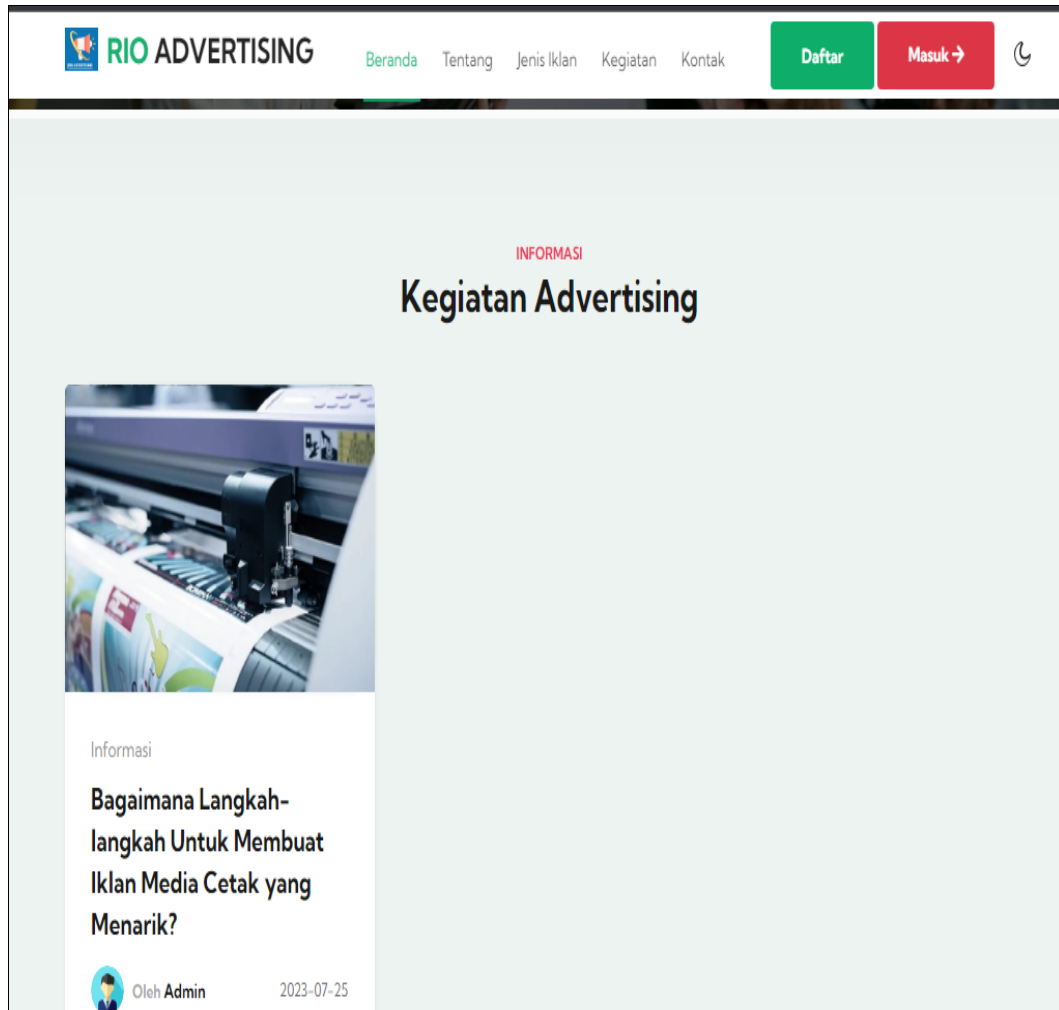 RIO ADVERTISING
Beranda Tentang Jenis Iklan Kegiatan Kontak Daftar Masuk →
INFORMASI
Kegiatan Advertising
Informasi
Bagaimana Langkah-
langkah Untuk Membuat
Iklan Media Cetak yang
Menarik?
Oleh Admin 2023-07-25